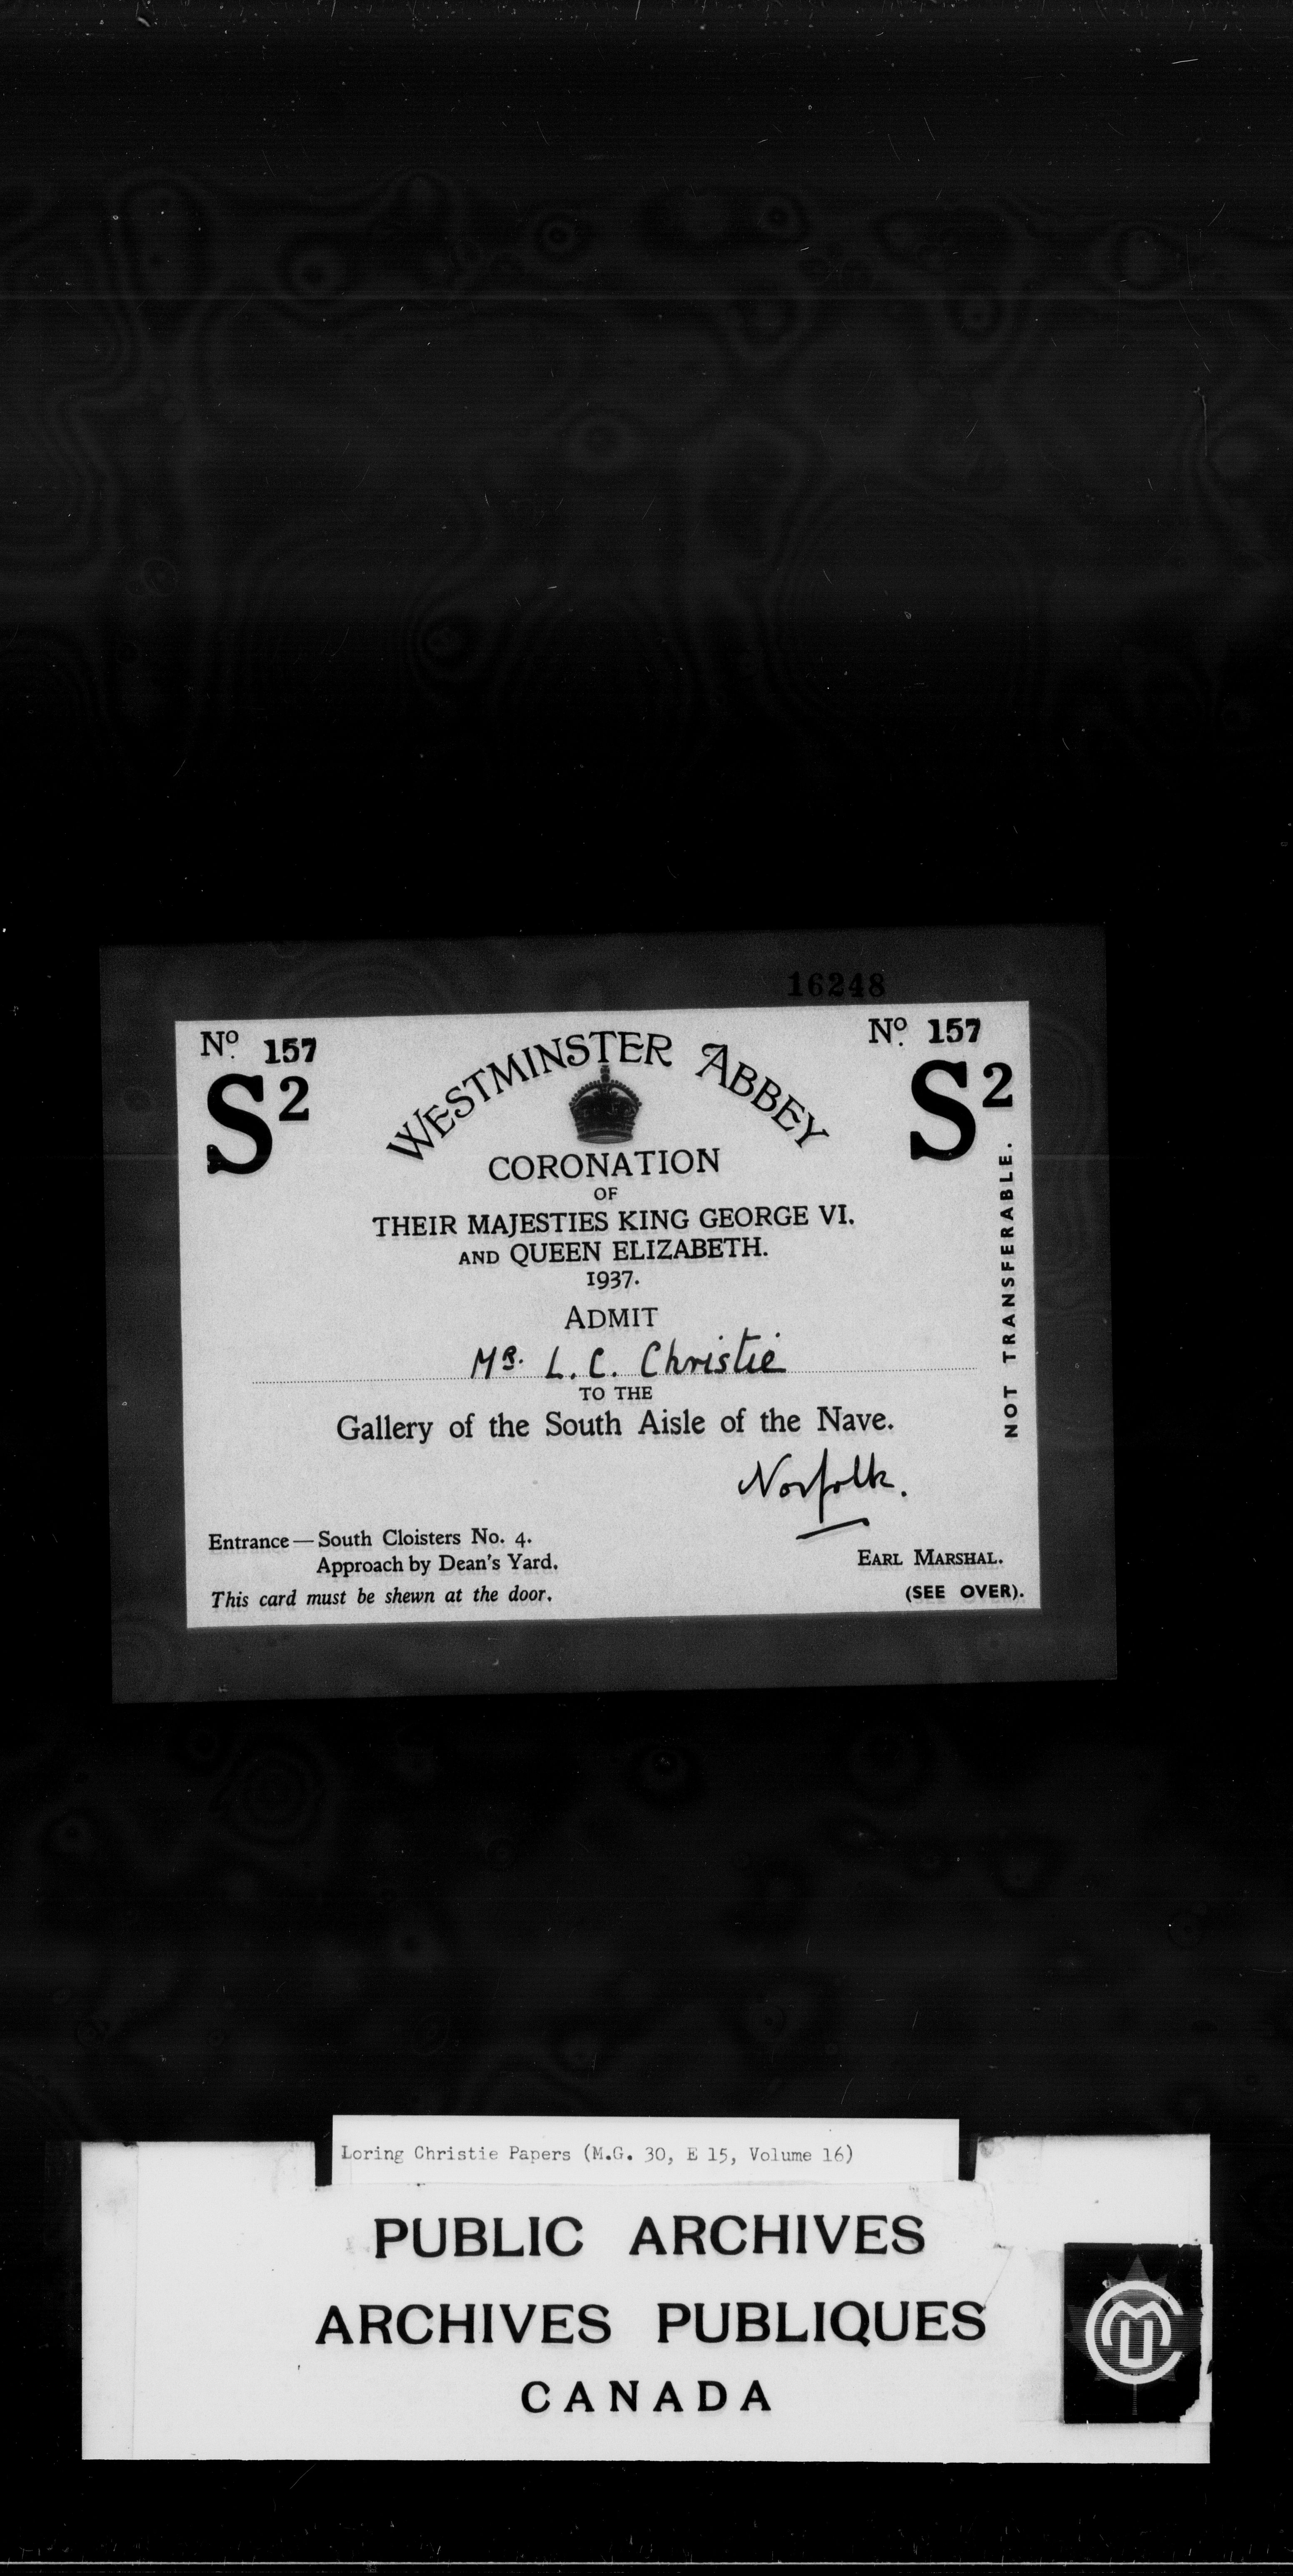 16248
Nº. 157
Nº. 157
S²
S²
WESTMINSTER ABBEY
CORONATION
OF
THEIR MAJESTIES KING GEORGE VI.
AND QUEEN ELIZABETH.
1937.
ADMIT
Mr. L. C. Christie
TO THE
Gallery of the South Aisle of the Nave.
Norfolk.
EARL MARSHAL.
(SEE OVER).
Entrance — South Cloisters No. 4.
Approach by Dean's Yard.
This card must be shewn at the door.
NOT TRANSFERABLE.
Loring Christie Papers (M.G. 30, E 15, Volume 16)
PUBLIC ARCHIVES
ARCHIVES PUBLIQUES
CANADA